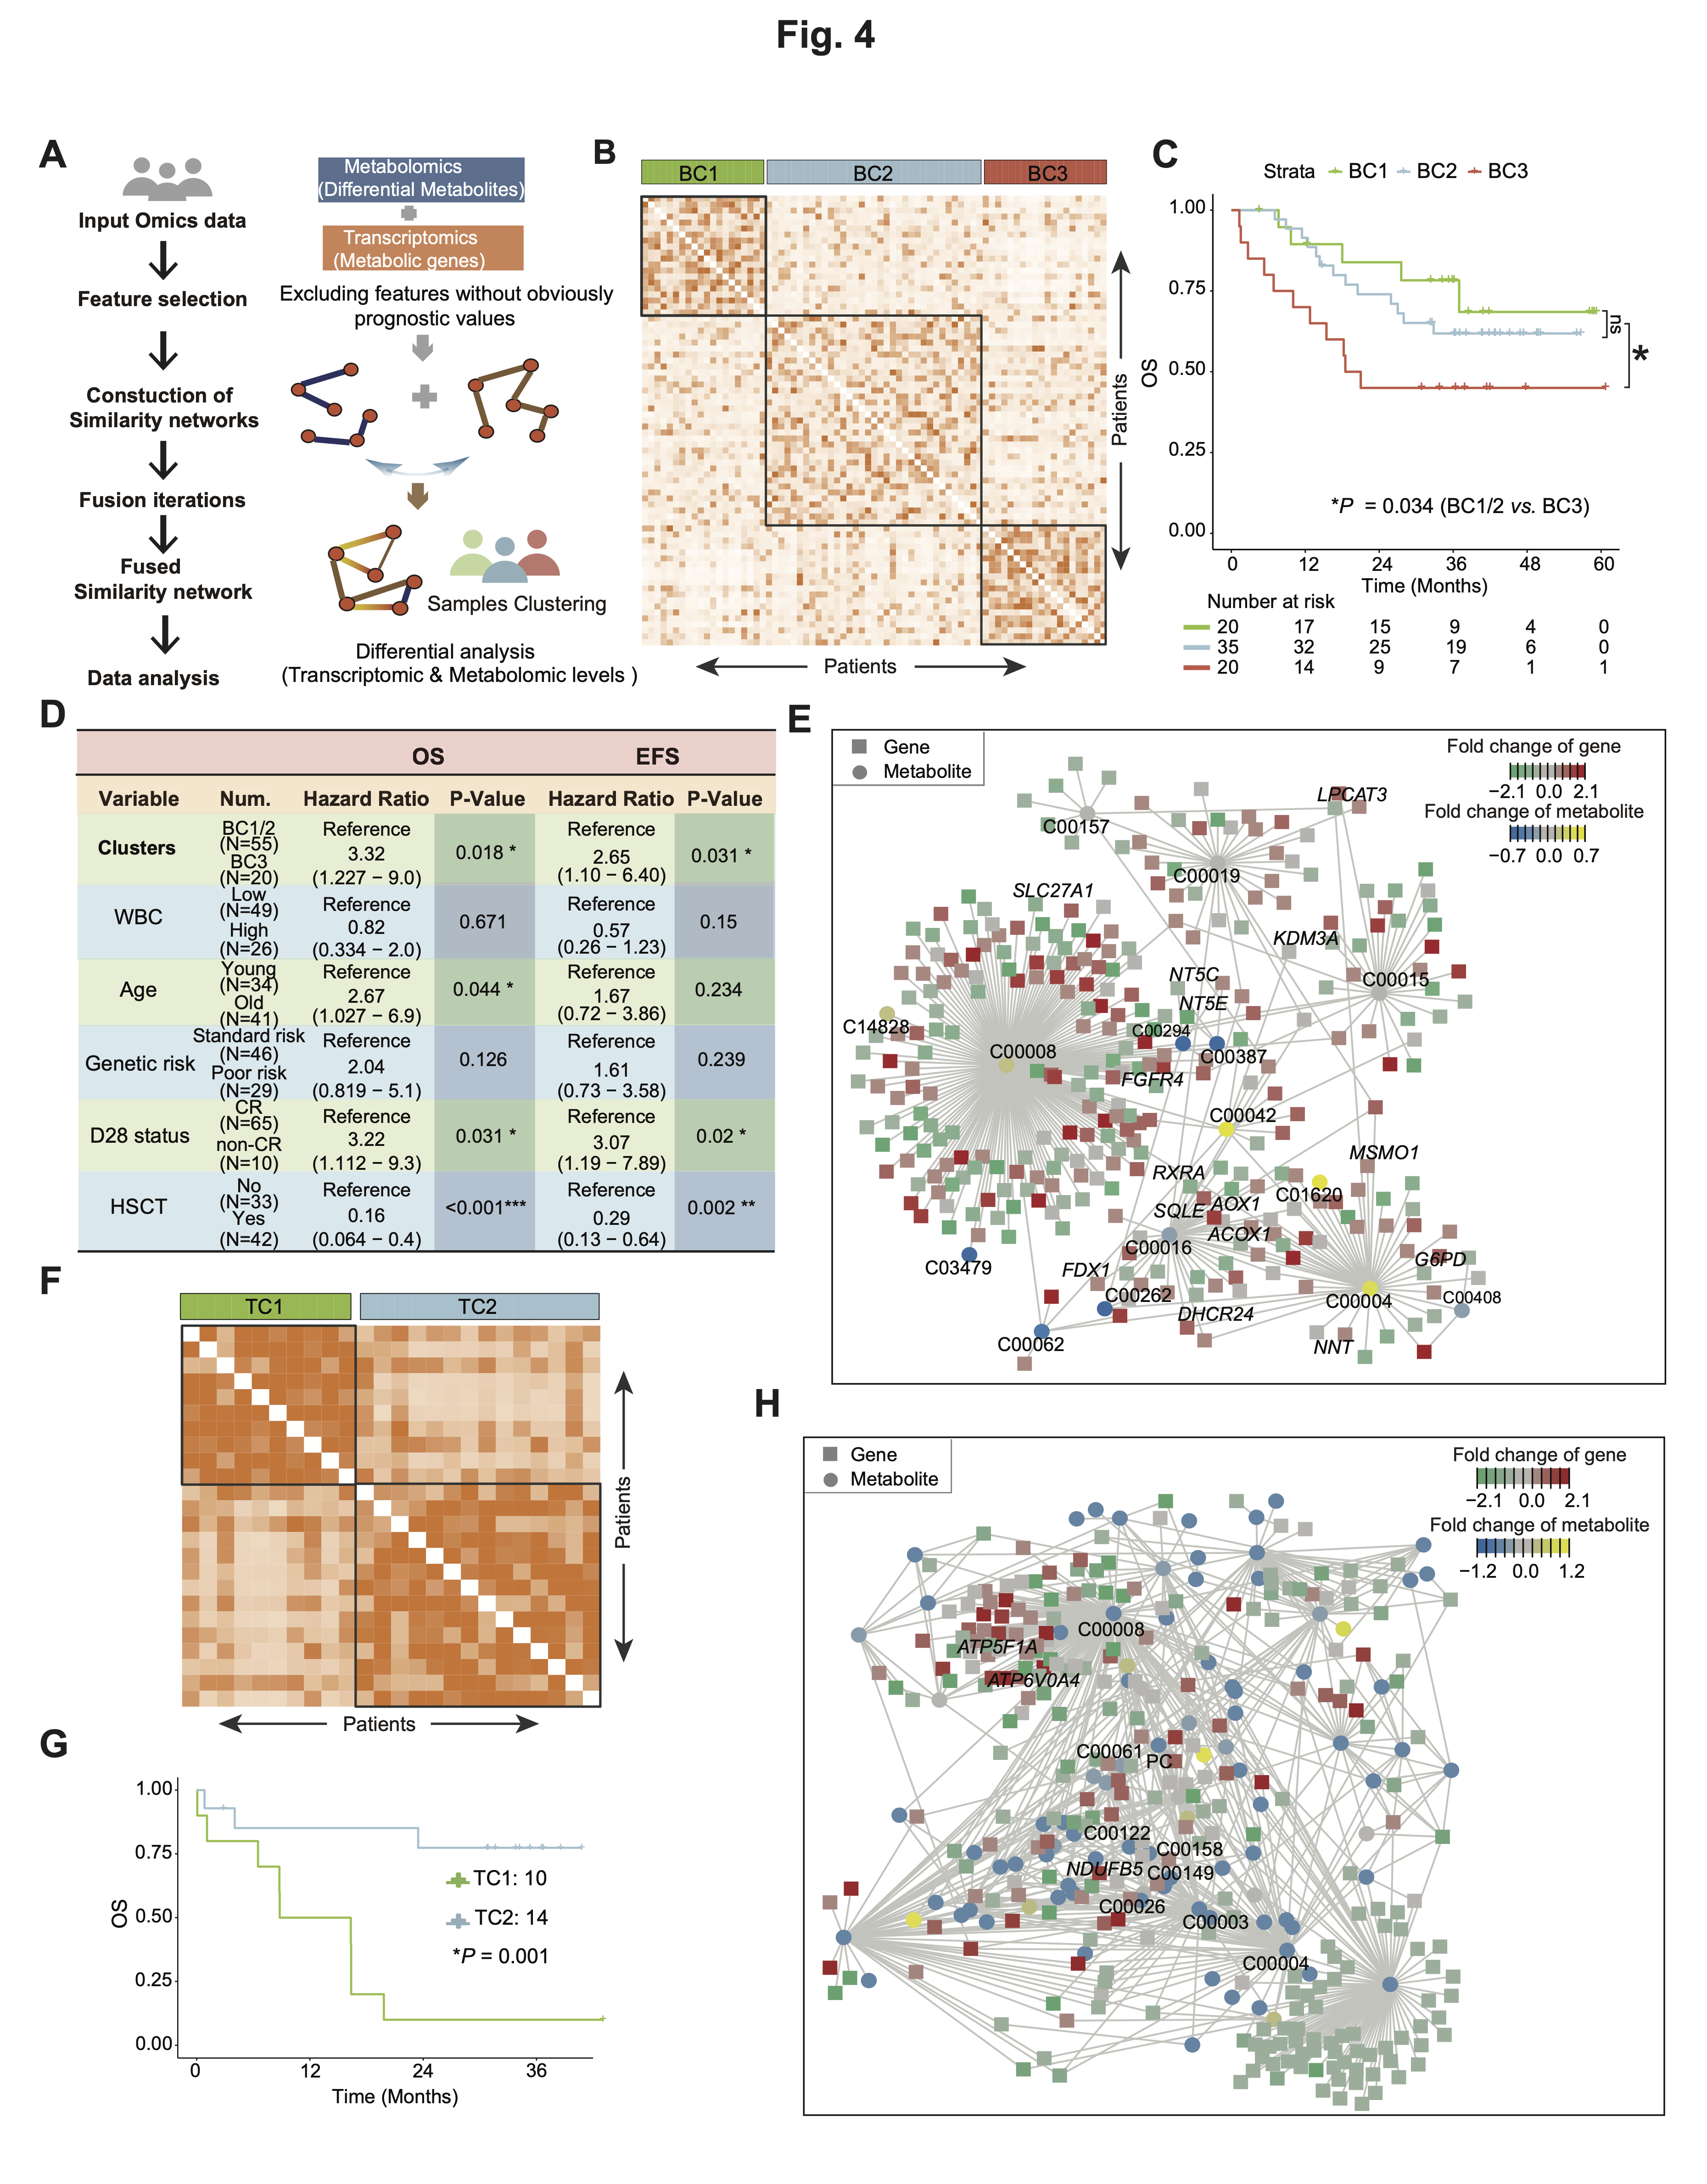 Fig. 4
A
Input Omics data
Feature selection
Constuction of
Similarity networks
Fusion iterations
Fused
Similarity network
Data analysis
Metabolomics
(Differential Metabolites)
Transcriptomics
(Metabolic genes)
Excluding features without obviously
prognostic values
Samples Clustering
Differential analysis
(Transcriptomic & Metabolomic levels )
B
BC1 BC2 BC3
Patients
Patients
C
Strata BC1 BC2 BC3
OS
1.00
0.75
0.50
0.25
0.00
ns
*
*P = 0.034 (BC1/2 vs. BC3)
0 12 24 36 48 60
Time (Months)
Number at risk
20 17 15 9 4 0
35 32 25 19 6 0
20 14 9 7 1 1
D
OS EFS
Variable Num. Hazard Ratio P-Value Hazard Ratio P-Value
Clusters
BC1/2
(N=55)
BC3
(N=20)
Reference
3.32
(1.227 − 9.0)
0.018 *
Reference
2.65
(1.10 − 6.40)
0.031 *
WBC
Low
(N=49)
High
(N=26)
Reference
0.82
(0.334 − 2.0)
0.671
Reference
0.57
(0.26 − 1.23)
0.15
Age
Young
(N=34)
Old
(N=41)
Reference
2.67
(1.027 − 6.9)
0.044 *
Reference
1.67
(0.72 − 3.86)
0.234
Genetic risk
Standard risk
(N=46)
Poor risk
(N=29)
Reference
2.04
(0.819 − 5.1)
0.126
Reference
1.61
(0.73 − 3.58)
0.239
D28 status
CR
(N=65)
non-CR
(N=10)
Reference
3.22
(1.112 − 9.3)
0.031 *
Reference
3.07
(1.19 − 7.89)
0.02 *
HSCT
No
(N=33)
Yes
(N=42)
Reference
0.16
(0.064 − 0.4)
<0.001***
Reference
0.29
(0.13 − 0.64)
0.002 **
E
Gene
Metabolite
Fold change of gene
−2.1 0.0 2.1
Fold change of metabolite
−0.7 0.0 0.7
LPCAT3
C00157
C00019
SLC27A1
KDM3A
NT5C
C00015
NT5E
C14828
C00294
C00008
C00387
FGFR4
C00042
MSMO1
RXRA
C01620
SQLE
AOX1
ACOX1
C00016
G6PD
C03479
FDX1
C00262
C00004
C00408
DHCR24
C00062
NNT
F
TC1 TC2
Patients
Patients
G
OS
1.00
0.75
0.50
0.25
0.00
TC1: 10
TC2: 14
*P = 0.001
0 12 24 36
Time (Months)
H
Gene
Metabolite
Fold change of gene
−2.1 0.0 2.1
Fold change of metabolite
−1.2 0.0 1.2
C00008
ATP5F1A
ATP6V0A4
C00061
PC
C00122
C00158
NDUFB5
C00149
C00026
C00003
C00004